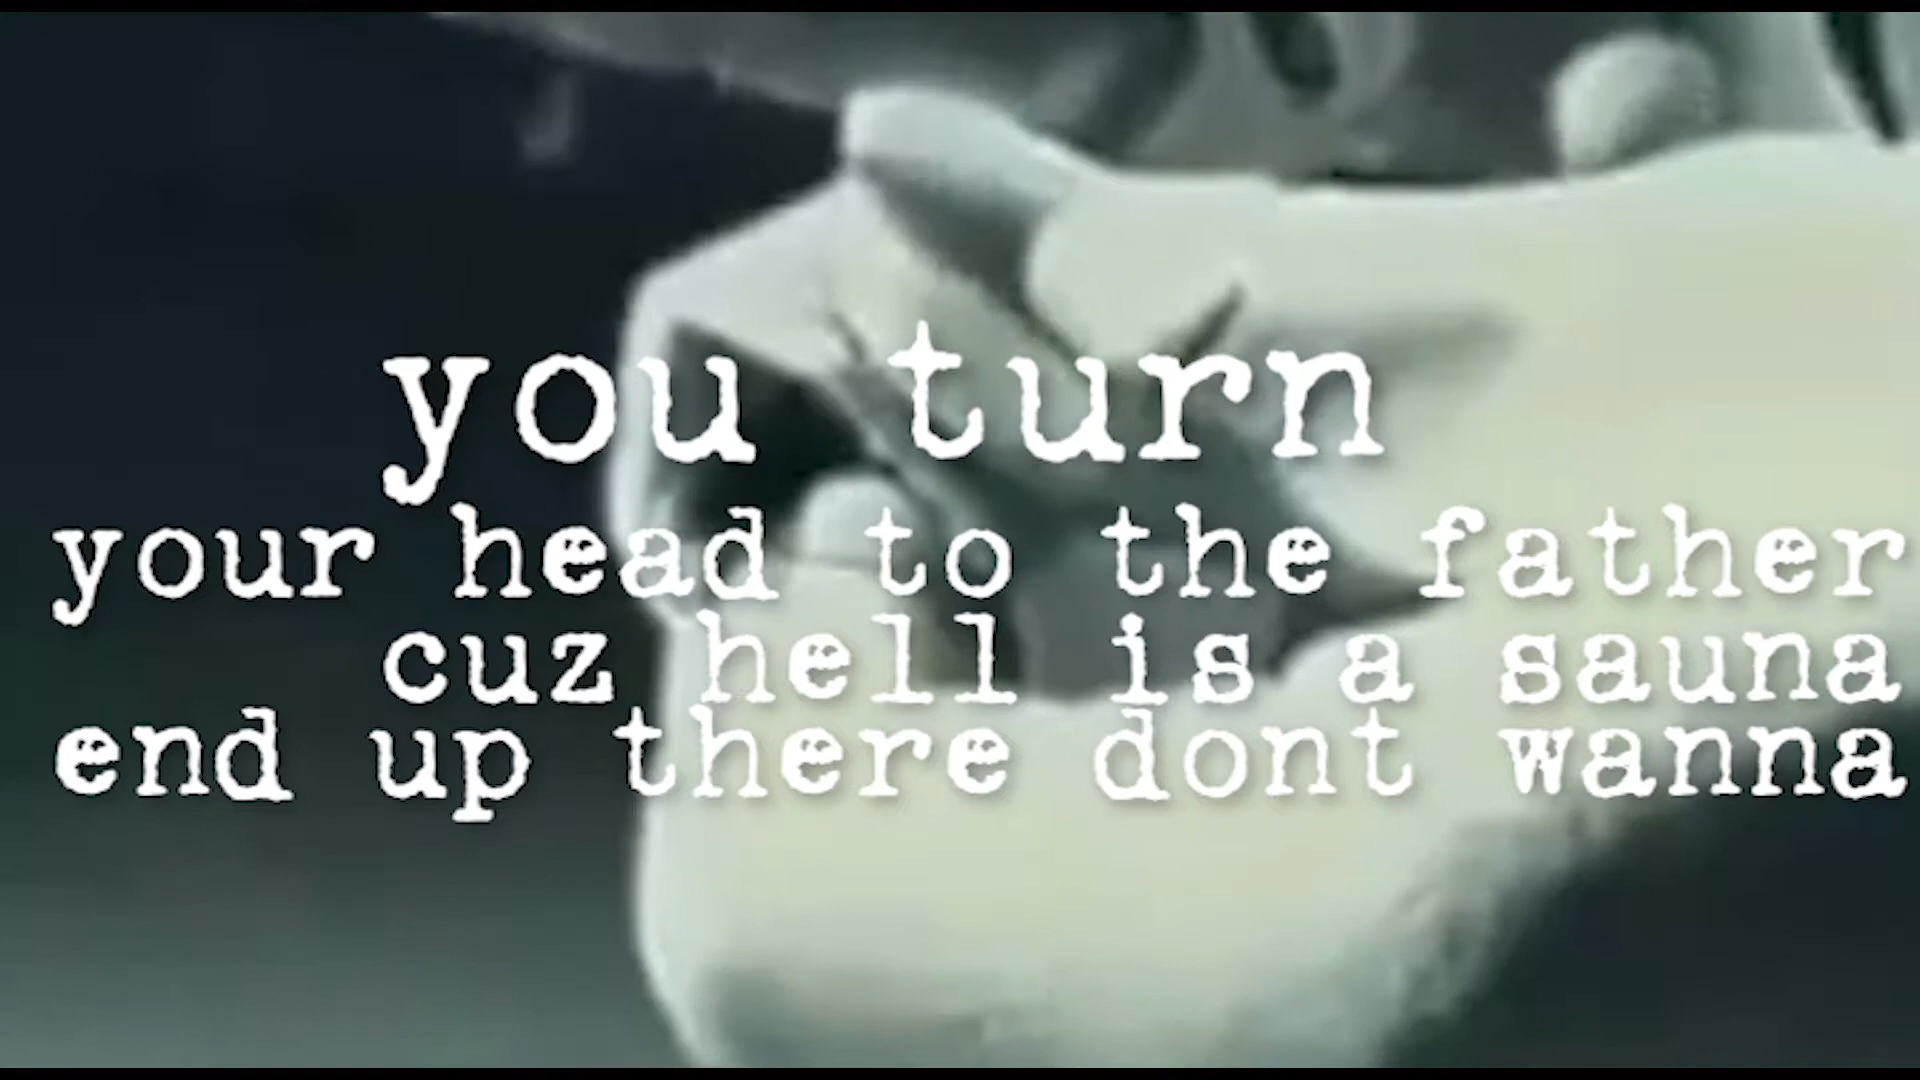 you turn
your head to the father
cuz hell is a sauna
end up there dont wanna